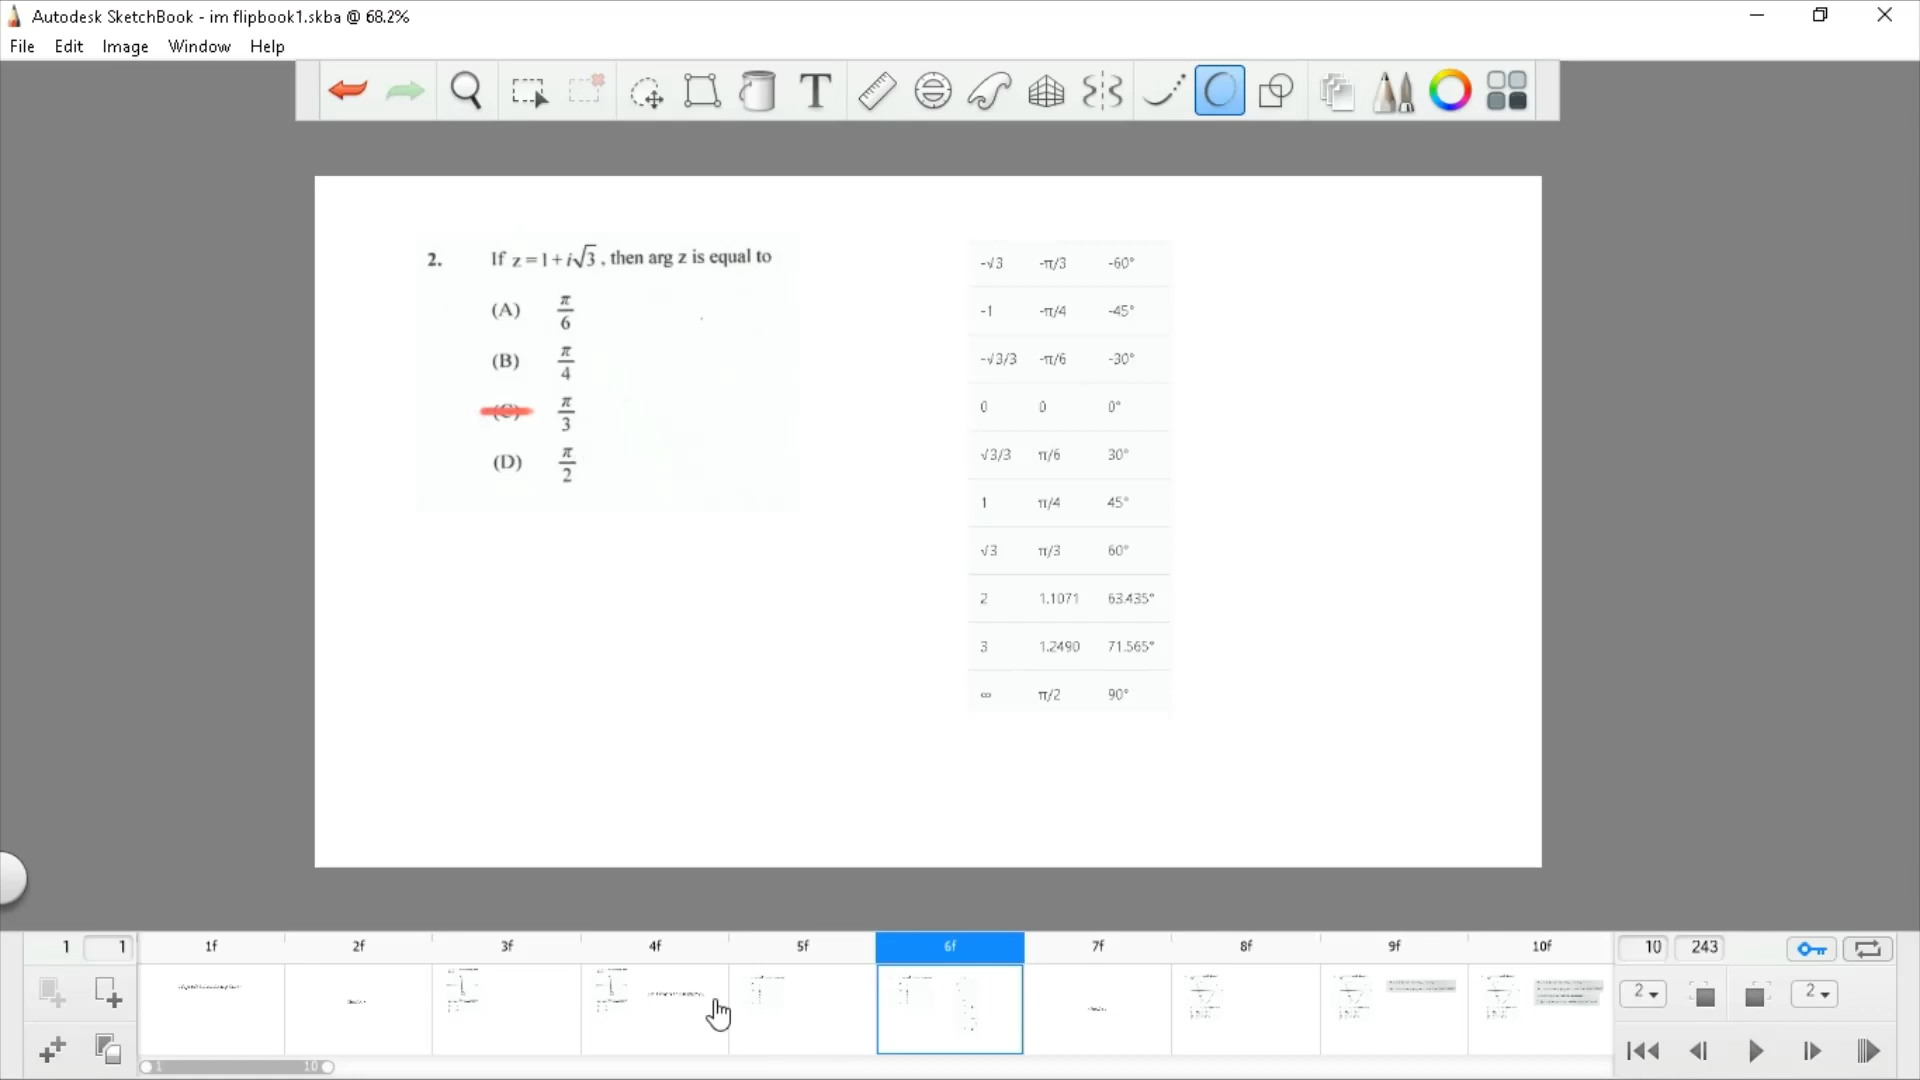 Autodesk SketchBook - im flipbook1.skba @ 68.2%
File Edit Image Window Help
T
2. If z = 1 + i√3 , then arg z is equal to
(A) π/6
(B) π/4
(C) π/3
(D) π/2
-√3 -π/3 -60°
-1 -π/4 -45°
-√3/3 -π/6 -30°
0 0 0°
√3/3 π/6 30°
1 π/4 45°
√3 π/3 60°
2 1.1071 63.435°
3 1.2490 71.565°
∞ π/2 90°
1 1 1f 2f 3f 4f 5f 6f 7f 8f 9f 10f 10 243
2 2
1 10